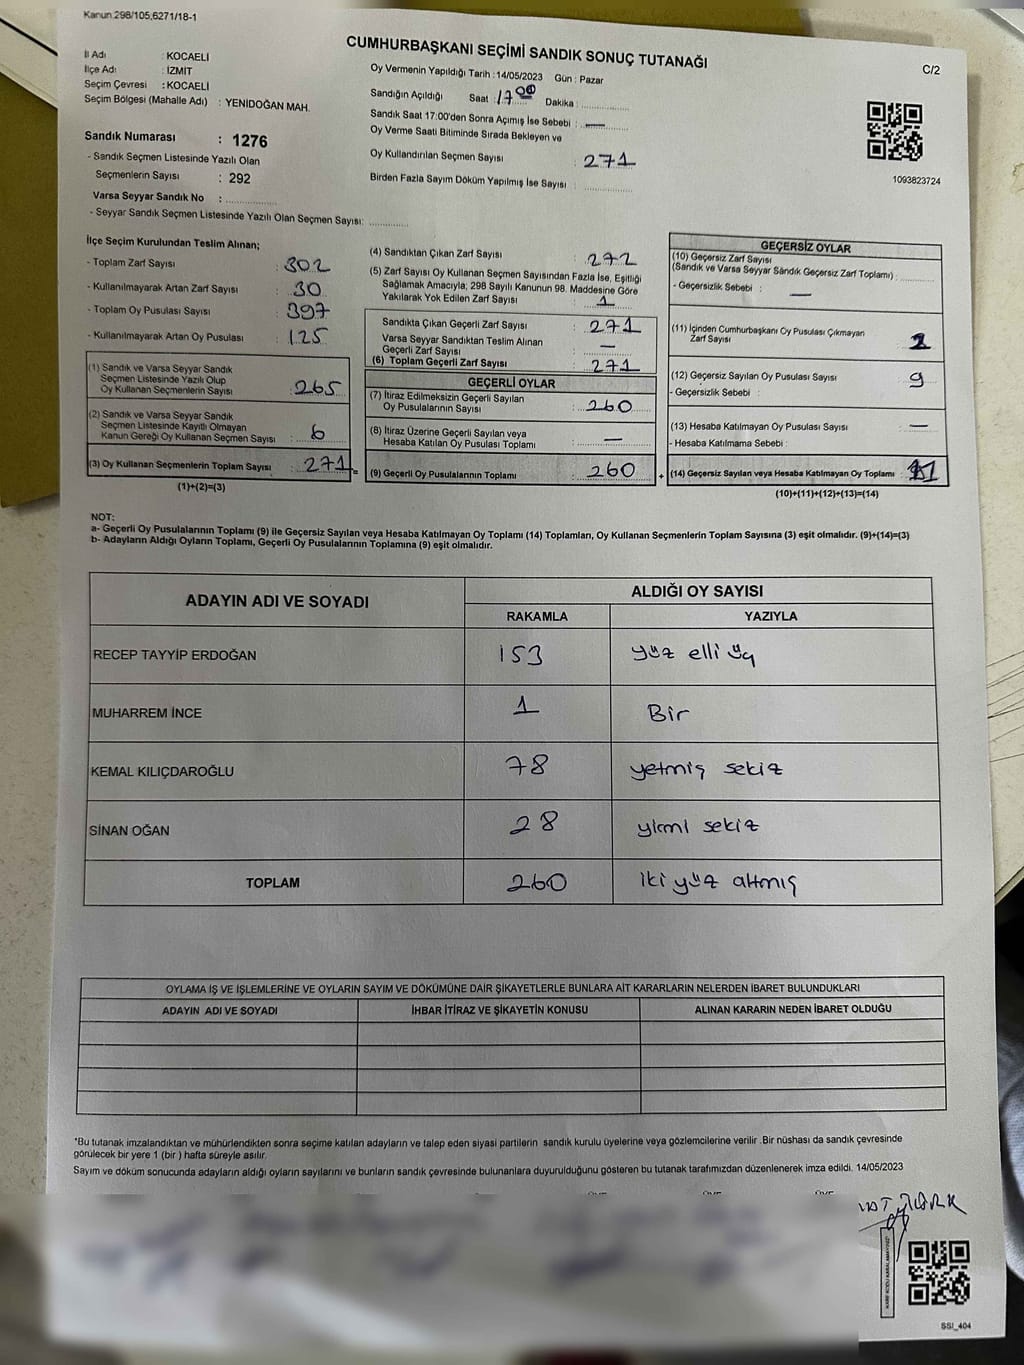 Kanun 298/105,6271/18-1
CUMHURBAŞKANI SEÇİMİ SANDIK SONUÇ TUTANAĞI
C/2
İl Adı : KOCAELİ
İlçe Adı : İZMİT
Seçim Çevresi : KOCAELİ
Seçim Bölgesi (Mahalle Adı) : YENİDOĞAN MAH.
Sandık Numarası : 1276
- Sandık Seçmen Listesinde Yazılı Olan
Seçmenlerin Sayısı : 292
Varsa Seyyar Sandık No :
- Seyyar Sandık Seçmen Listesinde Yazılı Olan Seçmen Sayısı:
Oy Vermenin Yapıldığı Tarih :14/05/2023 Gün : Pazar
Sandığın Açıldığı Saat : 17 00 Dakika :
Sandık Saat 17:00'den Sonra Açımış İse Sebebi : —
Oy Verme Saati Bitiminde Sırada Bekleyen ve
Oy Kullandırılan Seçmen Sayısı : 271
Birden Fazla Sayım Döküm Yapılmış İse Sayısı :
1093823724
İlçe Seçim Kurulundan Teslim Alınan;
- Toplam Zarf Sayısı : 302
- Kullanılmayarak Artan Zarf Sayısı : 30
- Toplam Oy Pusulası Sayısı : 397
- Kullanılmayarak Artan Oy Pusulası : 125
(1) Sandık ve Varsa Seyyar Sandık
Seçmen Listesinde Yazılı Olup
Oy Kullanan Seçmenlerin Sayısı : 265
(2) Sandık ve Varsa Seyyar Sandık
Seçmen Listesinde Kayıtlı Olmayan
Kanun Gereği Oy Kullanan Seçmen Sayısı : 6
(3) Oy Kullanan Seçmenlerin Toplam Sayısı : 271 =
(1)+(2)=(3)
(4) Sandıktan Çıkan Zarf Sayısı : 272
(5) Zarf Sayısı Oy Kullanan Seçmen Sayısından Fazla İse, Eşitliği
Sağlamak Amacıyla; 298 Sayılı Kanunun 98. Maddesine Göre
Yakılarak Yok Edilen Zarf Sayısı : 1
Sandıkta Çıkan Geçerli Zarf Sayısı : 271
Varsa Seyyar Sandıktan Teslim Alınan
Geçerli Zarf Sayısı : —
(6) Toplam Geçerli Zarf Sayısı : 271
GEÇERLİ OYLAR
(7) İtiraz Edilmeksizin Geçerli Sayılan
Oy Pusulalarının Sayısı : 260
(8) İtiraz Üzerine Geçerli Sayılan veya
Hesaba Katılan Oy Pusulası Toplamı : —
(9) Geçerli Oy Pusulalarının Toplamı : 260 +
GEÇERSİZ OYLAR
(10) Geçersiz Zarf Sayısı
(Sandık ve Varsa Seyyar Sandık Geçersiz Zarf Toplamı) :
- Geçersizlik Sebebi : —
(11) İçinden Cumhurbaşkanı Oy Pusulası Çıkmayan
Zarf Sayısı : 2
(12) Geçersiz Sayılan Oy Pusulası Sayısı : 9
- Geçersizlik Sebebi :
(13) Hesaba Katılmayan Oy Pusulası Sayısı : —
- Hesaba Katılmama Sebebi :
(14) Geçersiz Sayılan veya Hesaba Katılmayan Oy Toplamı : 11
(10)+(11)+(12)+(13)=(14)
NOT:
a- Geçerli Oy Pusulalarının Toplamı (9) ile Geçersiz Sayılan veya Hesaba Katılmayan Oy Toplamı (14) Toplamları, Oy Kullanan Seçmenlerin Toplam Sayısına (3) eşit olmalıdır. (9)+(14)=(3)
b- Adayların Aldığı Oyların Toplamı, Geçerli Oy Pusulalarının Toplamına (9) eşit olmalıdır.
ADAYIN ADI VE SOYADI
ALDIĞI OY SAYISI
RAKAMLA YAZIYLA
RECEP TAYYİP ERDOĞAN 153 yüz elli üç
MUHARREM İNCE 1 Bir
KEMAL KILIÇDAROĞLU 78 yetmiş sekiz
SİNAN OĞAN 28 yirmi sekiz
TOPLAM 260 iki yüz altmış
OYLAMA İŞ VE İŞLEMLERİNE VE OYLARIN SAYIM VE DÖKÜMÜNE DAİR ŞİKAYETLERLE BUNLARA AİT KARARLARIN NELERDEN İBARET BULUNDUKLARI
ADAYIN ADI VE SOYADI İHBAR İTİRAZ VE ŞİKAYETİN KONUSU ALINAN KARARIN NEDEN İBARET OLDUĞU
*Bu tutanak imzalandıktan ve mühürlendikten sonra seçime katılan adayların ve talep eden siyasi partilerin sandık kurulu üyelerine veya gözlemcilerine verilir .Bir nüshası da sandık çevresinde
görülecek bir yere 1 (bir ) hafta süreyle asılır.
Sayım ve döküm sonucunda adayların aldığı oyların sayılarını ve bunların sandık çevresinde bulunanlara duyurulduğunu gösteren bu tutanak tarafımızdan düzenlenerek imza edildi. 14/05/2023
SSI_404